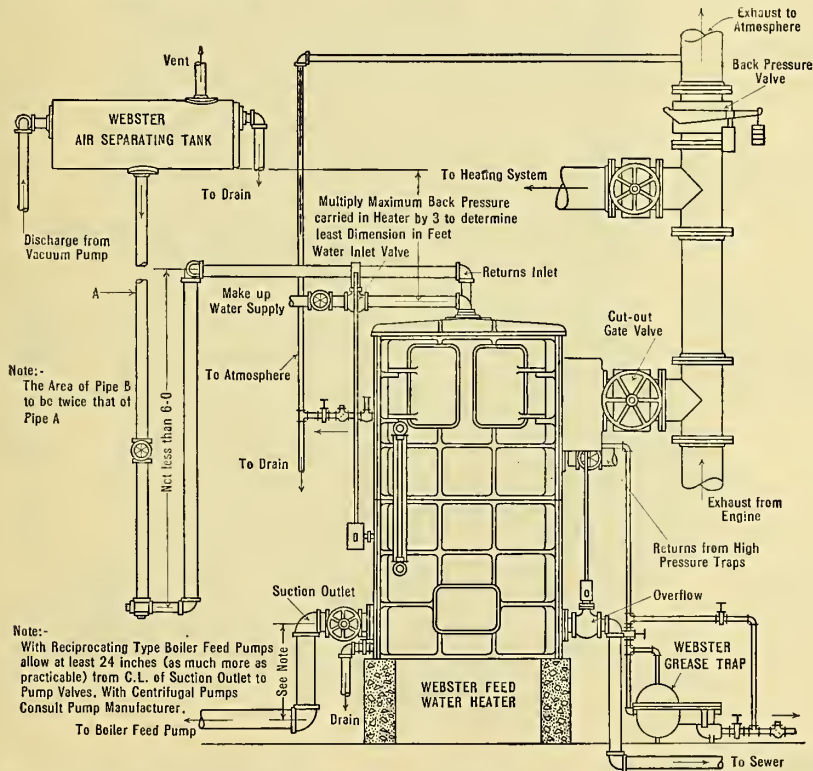 Exhaust to
Atmosphere
Back Pressure
Valve
Vent
WEBSTER
AIR SEPARATING TANK
To Drain
To Heating System
Multiply Maximum Back Pressure
carried in Heater by 3 to determine
least Dimension in Feet
Water Inlet Valve
Discharge from
Vacuum Pump
Returns Inlet
A
Make up
Water Supply
Cut-out
Gate Valve
Note:-
The Area of Pipe B
to be twice that of
Pipe A
To Atmosphere
Not less than 6-0
To Drain
Exhaust from
Engine
Returns from High
Pressure Traps
Suction Outlet
Overflow
Note:-
With Reciprocating Type Boiler Feed Pumps
allow at least 24 inches (as much more as
practicable) from C.L. of Suction Outlet to
Pump Valves. With Centrifugal Pumps
Consult Pump Manufacturer.
See Note
WEBSTER
GREASE TRAP
WEBSTER FEED
WATER HEATER
Drain
To Boiler Feed Pump
To Sewer